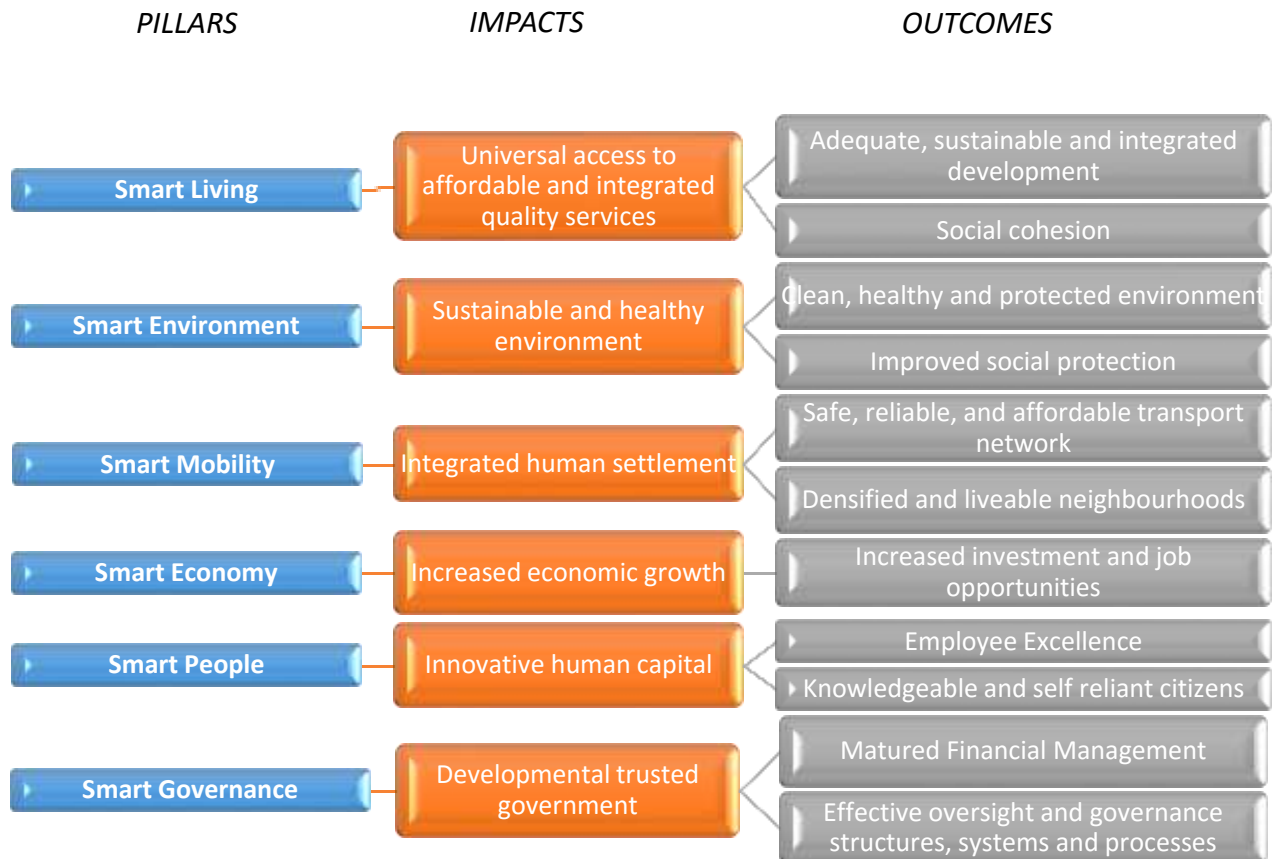 PILLARS IMPACTS OUTCOMES
Smart Living
Universal access to
affordable and integrated
quality services
Adequate, sustainable and integrated
development
Social cohesion
Smart Environment
Sustainable and healthy
environment
Clean, healthy and protected environment
Improved social protection
Smart Mobility
Integrated human settlement
Safe, reliable, and affordable transport
network
Densified and liveable neighbourhoods
Smart Economy
Increased economic growth
Increased investment and job
opportunities
Smart People
Innovative human capital
Employee Excellence
Knowledgeable and self reliant citizens
Smart Governance
Developmental trusted
government
Matured Financial Management
Effective oversight and governance
structures, systems and processes